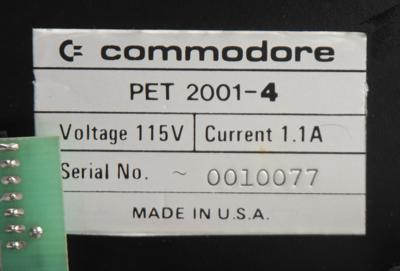 commodore
PET 2001-4
Voltage 115V Current 1.1A
Serial No. ~ 0010077
MADE IN U.S.A.